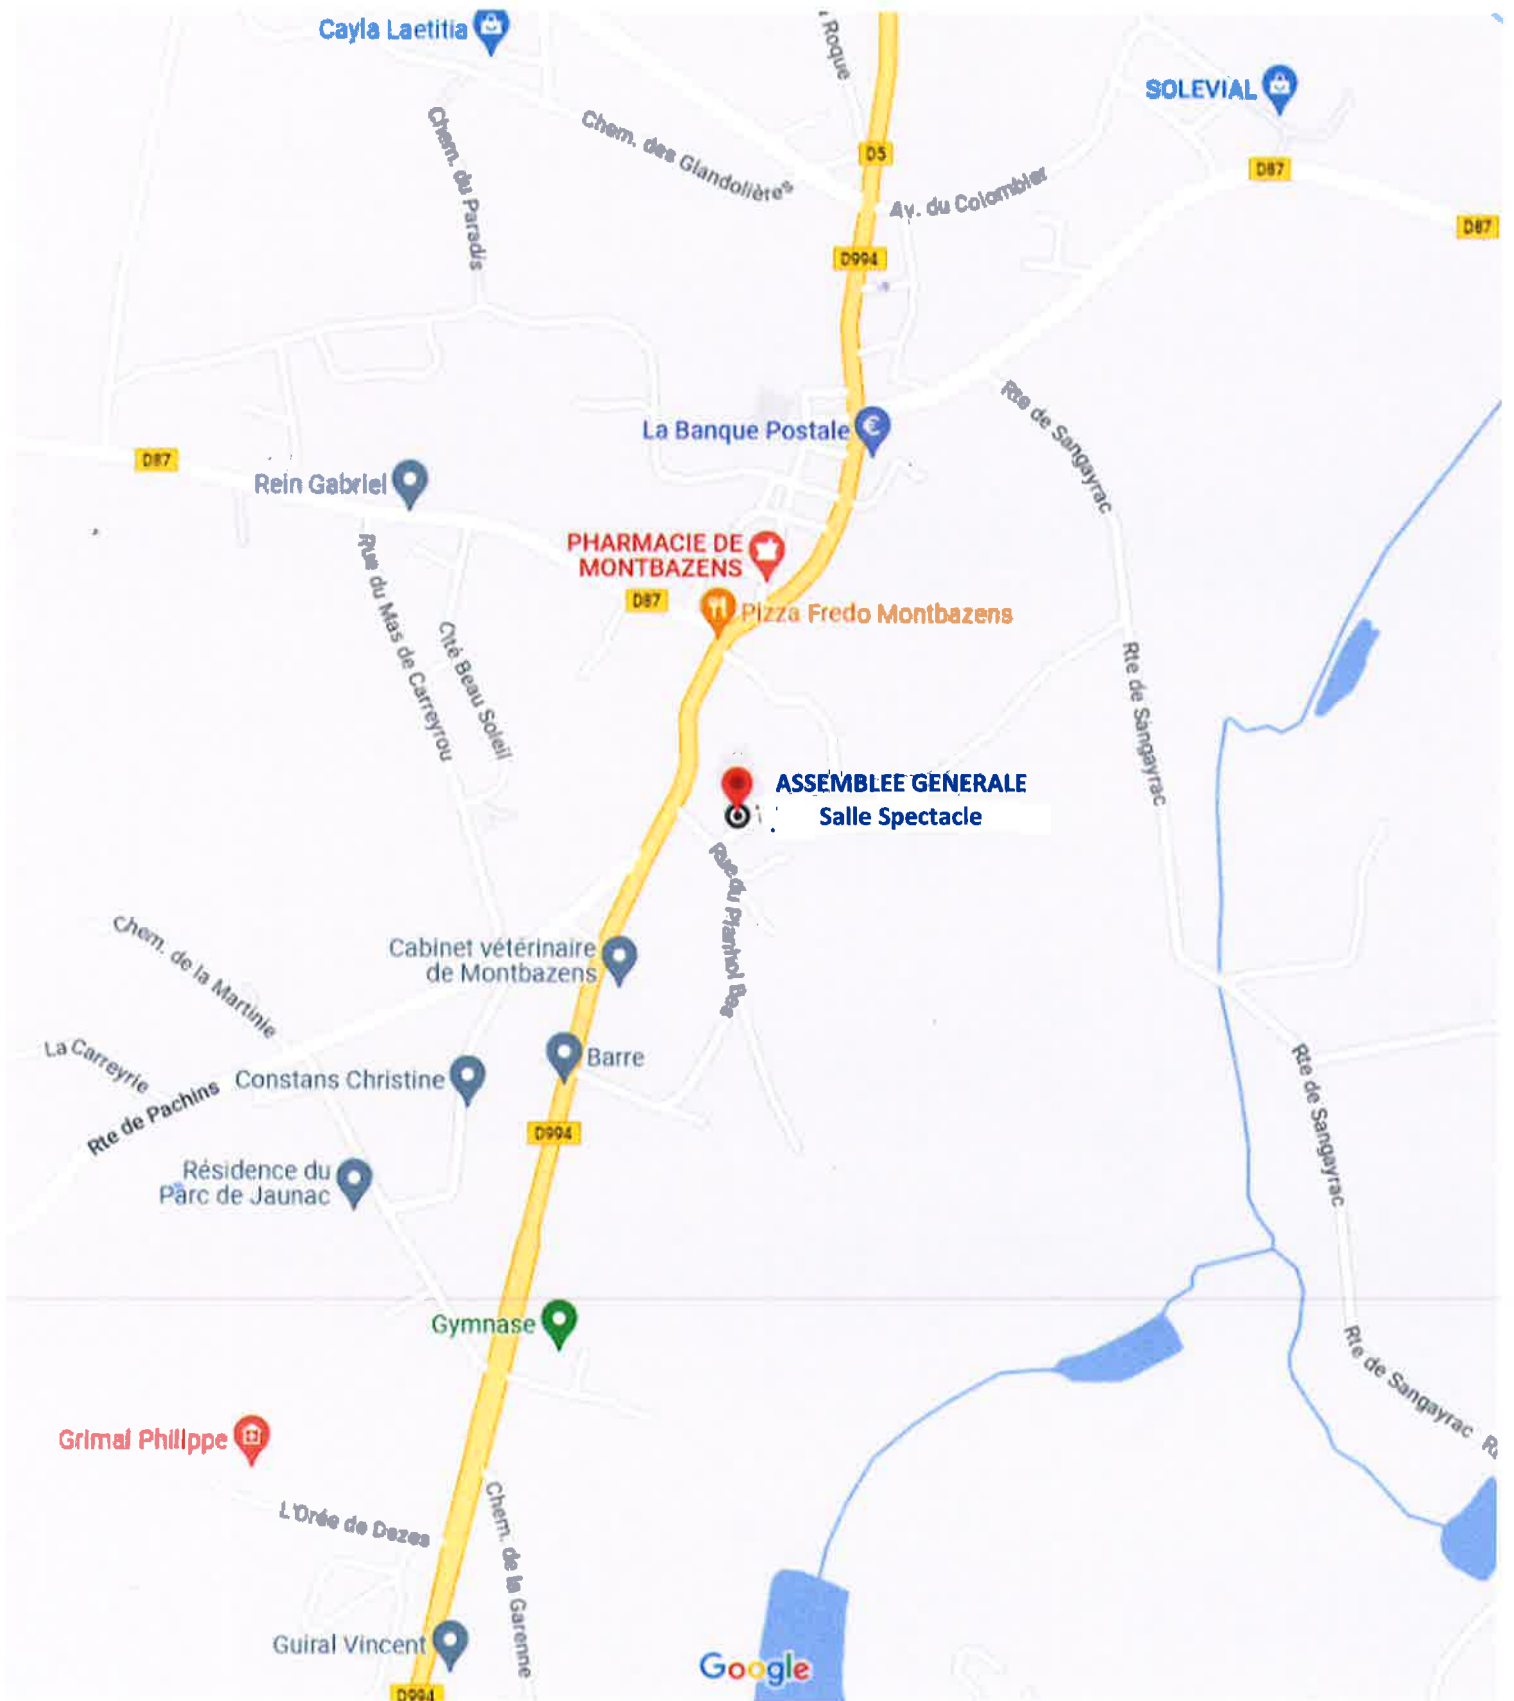 Cayla Laetitia
Roque
SOLEVIAL
Chem. du Paradis
Chem. des Glandolières
D5
D87
Av. du Colombier
D87
D994
Rte de Sangayrac
La Banque Postale
D87
Rein Gabriel
PHARMACIE DE
MONTBAZENS
D87
Pizza Fredo Montbazens
Rue du Mas de Carreyrou
Cité Beau Soleil
Rte de Sangayrac
ASSEMBLEE GENERALE
Salle Spectacle
Rue du Planhol Bas
Chem. de la Martinie
Cabinet vétérinaire
de Montbazens
La Carreyrie
Rte de Pachins
Constans Christine
Barre
Rte de Sangayrac
D994
Résidence du
Parc de Jaunac
Gymnase
Rte de Sangayrac
Grimal Philippe
L'Orée de Dezes
Chem. de la Garenne
Guiral Vincent
Google
D994